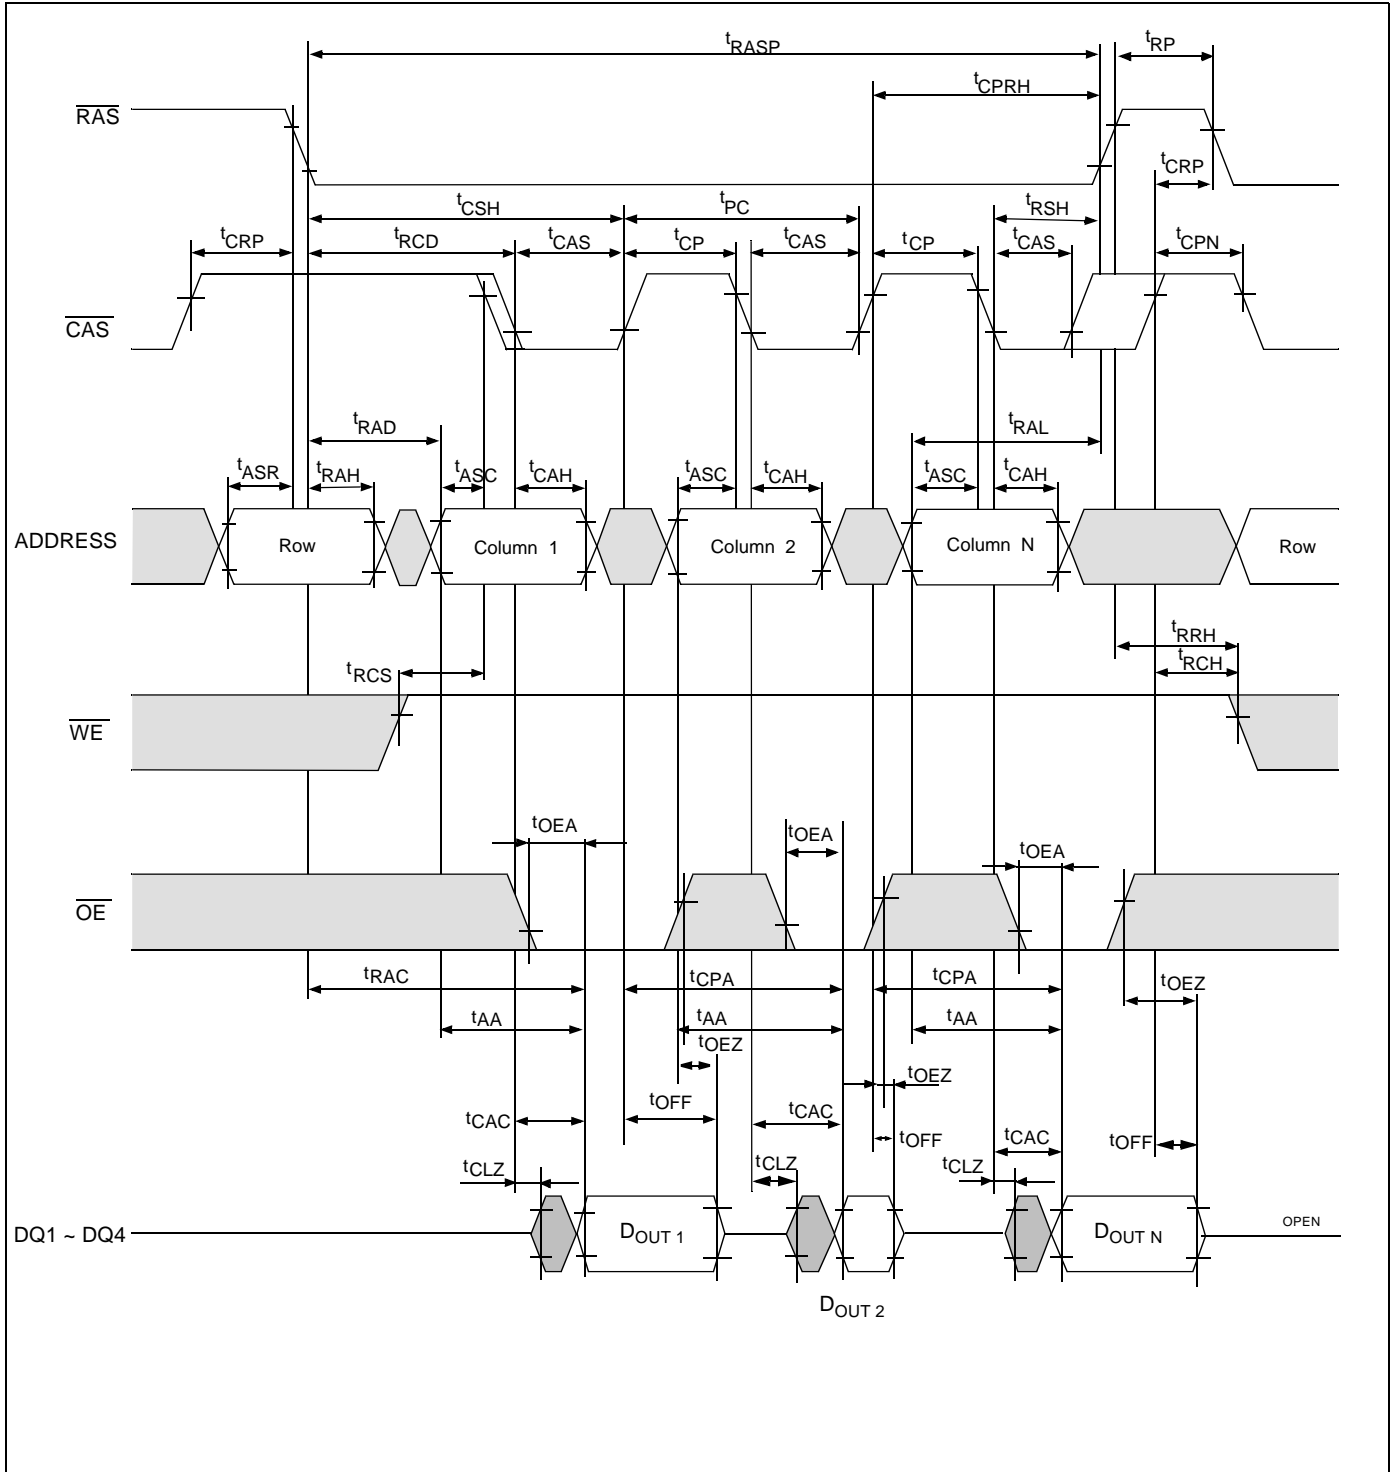 tRASP
tRP
tCPRH
RAS
tCRP
tCSH
tPC
tRSH
tCRP
tRCD
tCAS
tCP
tCAS
tCP
tCAS
tCPN
CAS
tRAD
tRAL
tASR
tRAH
tASC
tCAH
tASC
tCAH
tASC
tCAH
ADDRESS
Row
Column 1
Column 2
Column N
Row
tRRH
tRCS
tRCH
WE
tOEA
tOEA
tOEA
OE
tRAC
tCPA
tCPA
tOEZ
tAA
tAA
tAA
tOEZ
tOEZ
tCAC
tOFF
tCAC
tOFF
tCAC
tOFF
tCLZ
tCLZ
tCLZ
DQ1 ~ DQ4
DOUT 1
DOUT N
OPEN
DOUT 2